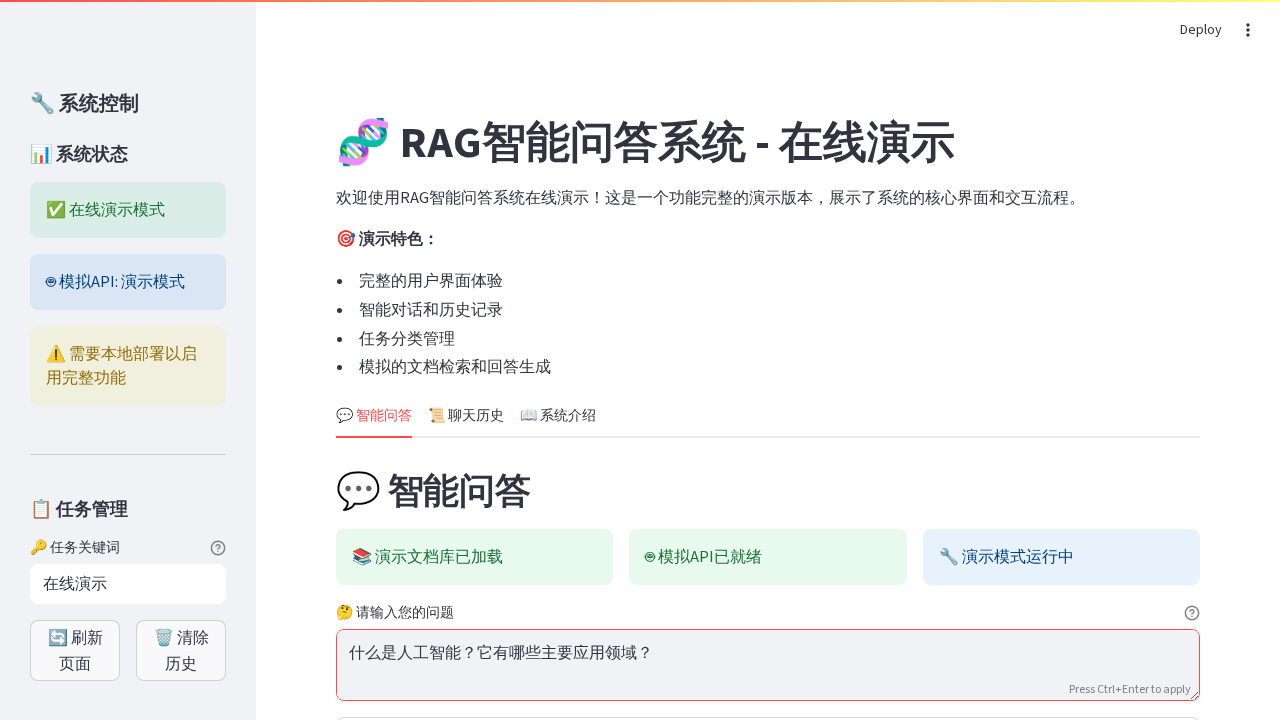 Deploy
🔧 系统控制
📊 系统状态
✅ 在线演示模式
模拟API: 演示模式
⚠️ 需要本地部署以启
用完整功能
📋 任务管理
🔑 任务关键词
在线演示
🔄 刷新
页面
🗑️ 清除
历史
🧬 RAG智能问答系统 - 在线演示
欢迎使用RAG智能问答系统在线演示！这是一个功能完整的演示版本，展示了系统的核心界面和交互流程。
🎯 演示特色：
• 完整的用户界面体验
• 智能对话和历史记录
• 任务分类管理
• 模拟的文档检索和回答生成
💬 智能问答 📜 聊天历史 📖 系统介绍
💬 智能问答
📚 演示文档库已加载
模拟API已就绪
🔧 演示模式运行中
🤔 请输入您的问题
什么是人工智能？它有哪些主要应用领域？
Press Ctrl+Enter to apply